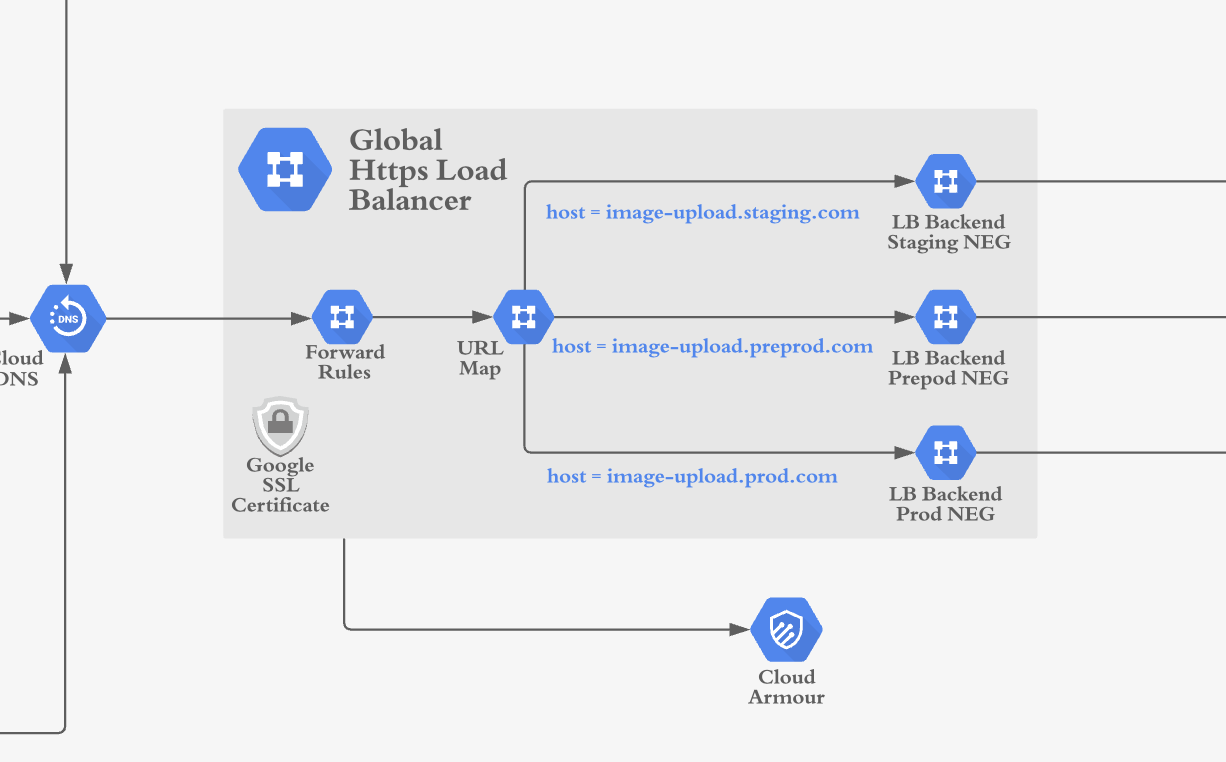 Global
Https Load
Balancer
host = image-upload.staging.com
LB Backend
Staging NEG
DNS
Forward
Rules
URL
Map
host = image-upload.preprod.com
LB Backend
Prepod NEG
loud
DNS
Google
SSL
Certificate
host = image-upload.prod.com
LB Backend
Prod NEG
Cloud
Armour